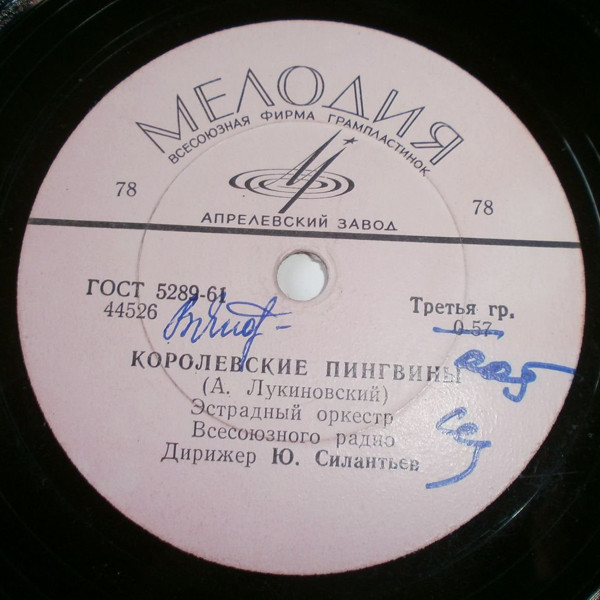 МЕЛОДИЯ
ВСЕСОЮЗНАЯ ФИРМА ГРАМПЛАСТИНОК
78
78
АПРЕЛЕВСКИЙ ЗАВОД
ГОСТ 5289-61
44526
Третья гр.
0-57
КОРОЛЕВСКИЕ ПИНГВИНЫ
(А. Лукиновский)
Эстрадный оркестр
Всесоюзного радио
Дирижер Ю. Силантьев